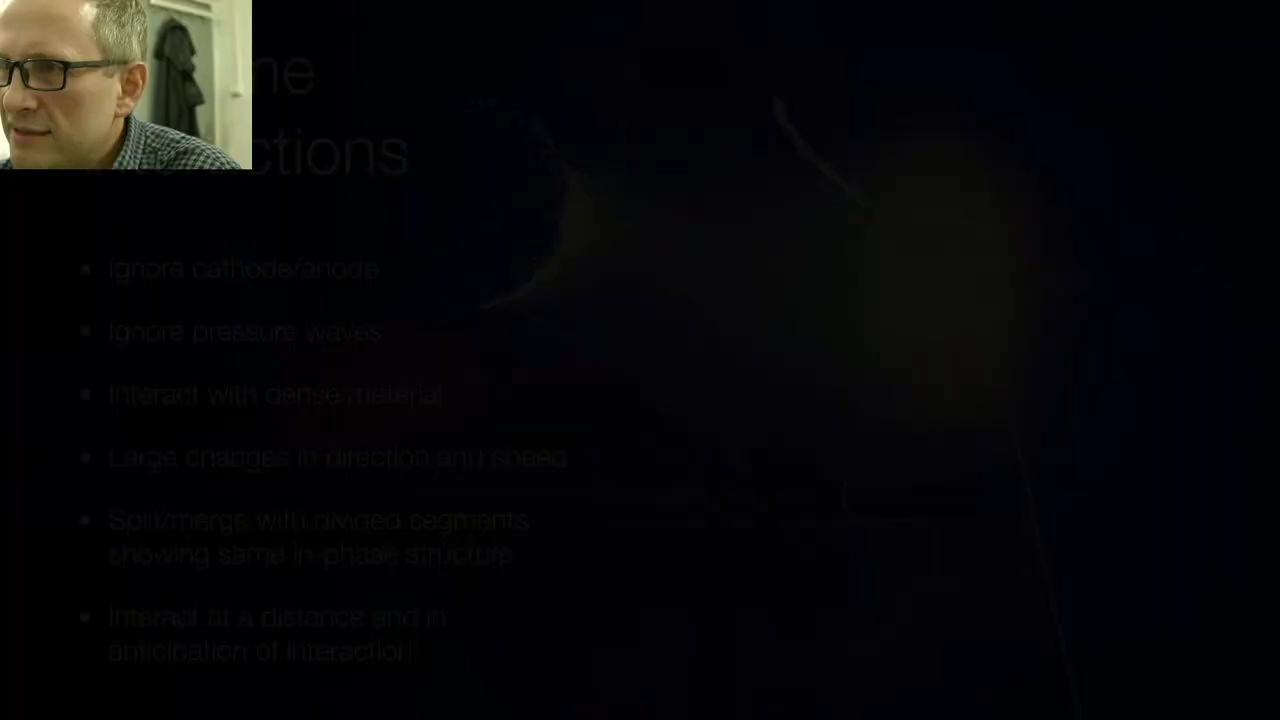 ne
ctions
• Ignore cathode/anode
• Ignore pressure waves
• Interact with dense material
• Large changes in direction and speed
• Split/merge with divided segments
showing same in-phase structure
• Interact at a distance and in
anticipation of interaction